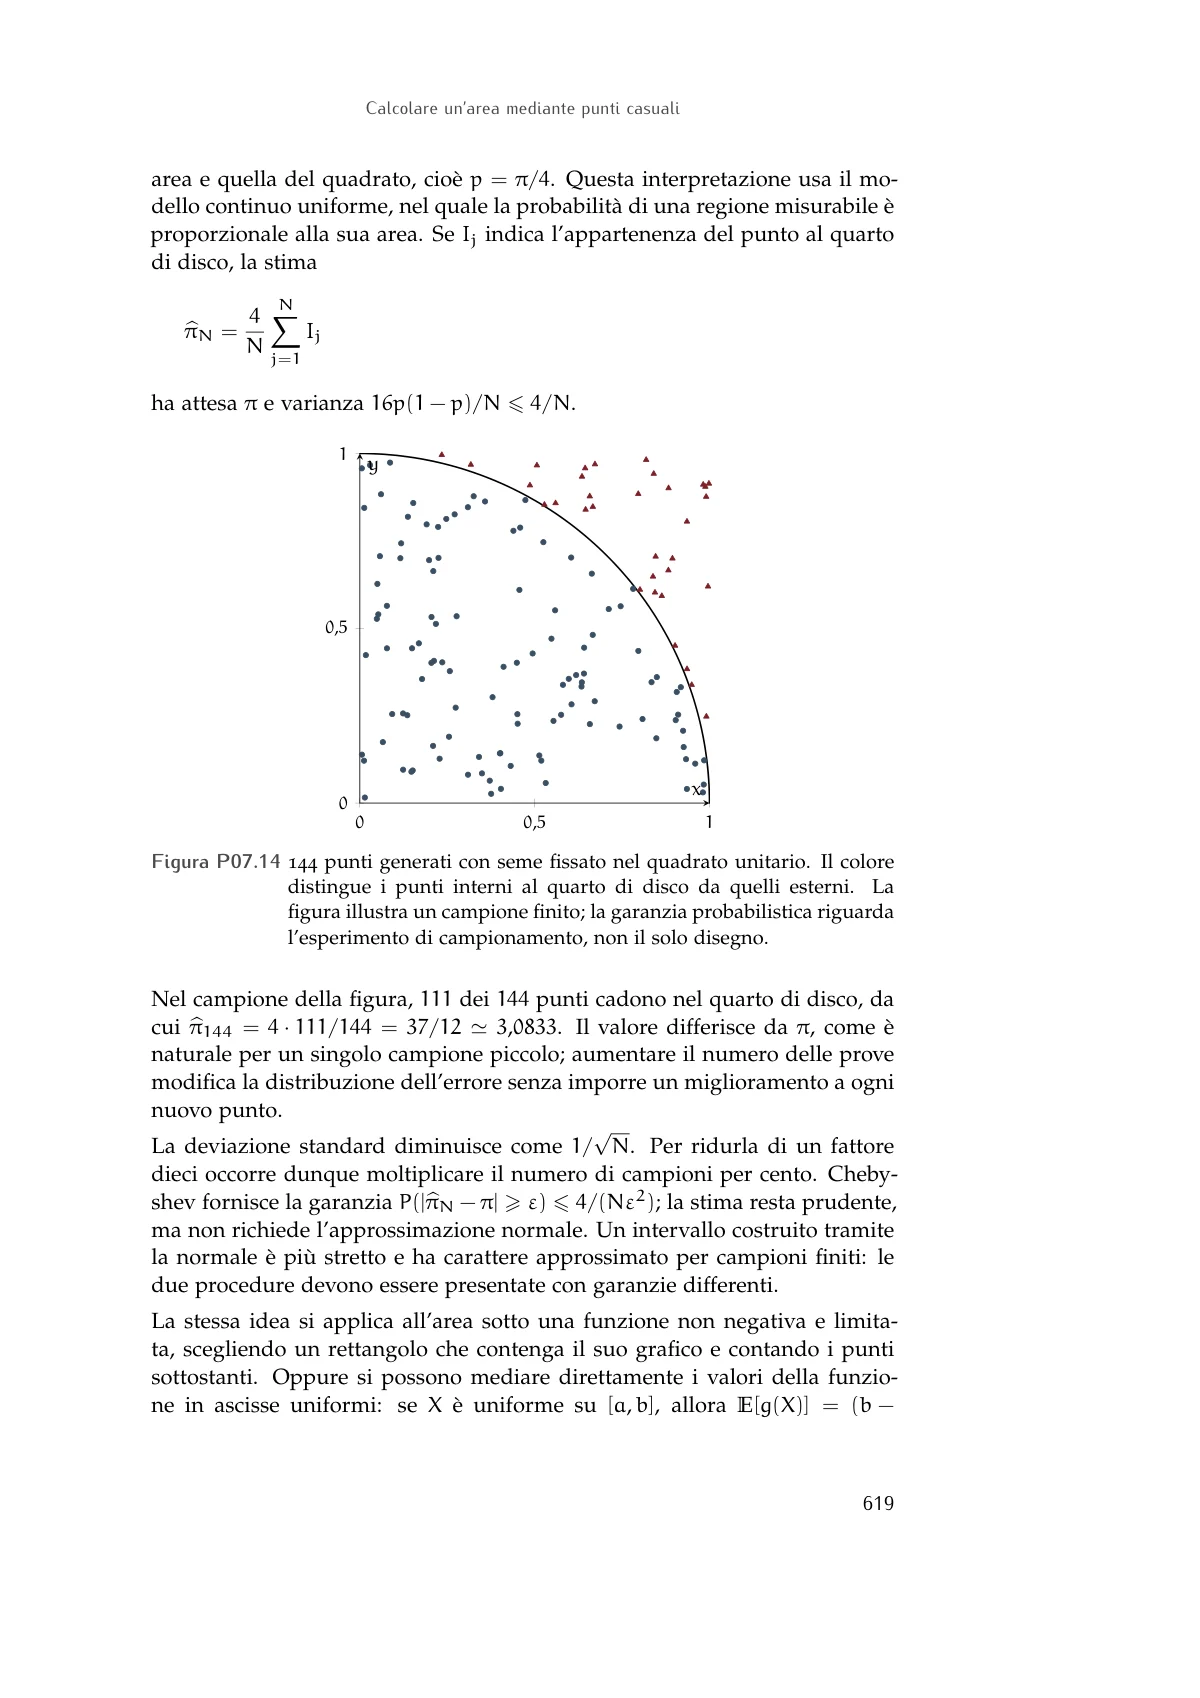 Calcolare un'area mediante punti casuali
area e quella del quadrato, cioè p = π/4. Questa interpretazione usa il mo-
dello continuo uniforme, nel quale la probabilità di una regione misurabile è
proporzionale alla sua area. Se Iⱼ indica l'appartenenza del punto al quarto
di disco, la stima
π̂_N = 4/N ∑_{j=1}^{N} Iⱼ
ha attesa π e varianza 16p(1 − p)/N ⩽ 4/N.
1
y
0,5
0
x
0 0,5 1
Figura P07.14 144 punti generati con seme fissato nel quadrato unitario. Il colore
distingue i punti interni al quarto di disco da quelli esterni. La
figura illustra un campione finito; la garanzia probabilistica riguarda
l'esperimento di campionamento, non il solo disegno.
Nel campione della figura, 111 dei 144 punti cadono nel quarto di disco, da
cui π̂₁₄₄ = 4 · 111/144 = 37/12 ≃ 3,0833. Il valore differisce da π, come è
naturale per un singolo campione piccolo; aumentare il numero delle prove
modifica la distribuzione dell'errore senza imporre un miglioramento a ogni
nuovo punto.
La deviazione standard diminuisce come 1/√N. Per ridurla di un fattore
dieci occorre dunque moltiplicare il numero di campioni per cento. Cheby-
shev fornisce la garanzia P(|π̂_N − π| ⩾ ε) ⩽ 4/(Nε²); la stima resta prudente,
ma non richiede l'approssimazione normale. Un intervallo costruito tramite
la normale è più stretto e ha carattere approssimato per campioni finiti: le
due procedure devono essere presentate con garanzie differenti.
La stessa idea si applica all'area sotto una funzione non negativa e limita-
ta, scegliendo un rettangolo che contenga il suo grafico e contando i punti
sottostanti. Oppure si possono mediare direttamente i valori della funzio-
ne in ascisse uniformi: se X è uniforme su [a, b], allora 𝔼[g(X)] = (b −
619